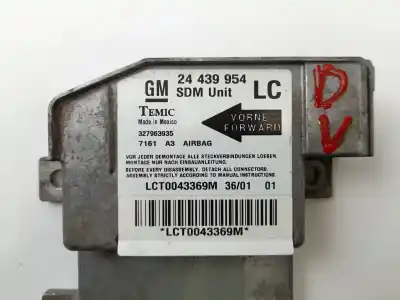 GM 24 439 954 LC
SDM Unit
TEMIC
Made in Mexico
327963935
7161 A3 AIRBAG
VORNE
FORWARD
VOR JEDER DEMONTAGE ALLE STECKVERBINDUNGEN LOESEN,
MONTAGE NUR NACH EINBAUANLEITUNG!
BEFORE EVERY DISASSEMBLY. DETACH ALL CONNECTORS.
ASSEMBLY STRICTLY ACCORDING TO MANUAL INSTRUCTIONS.
LCT0043369M 36/01 01
*LCT0043369M*
D
V